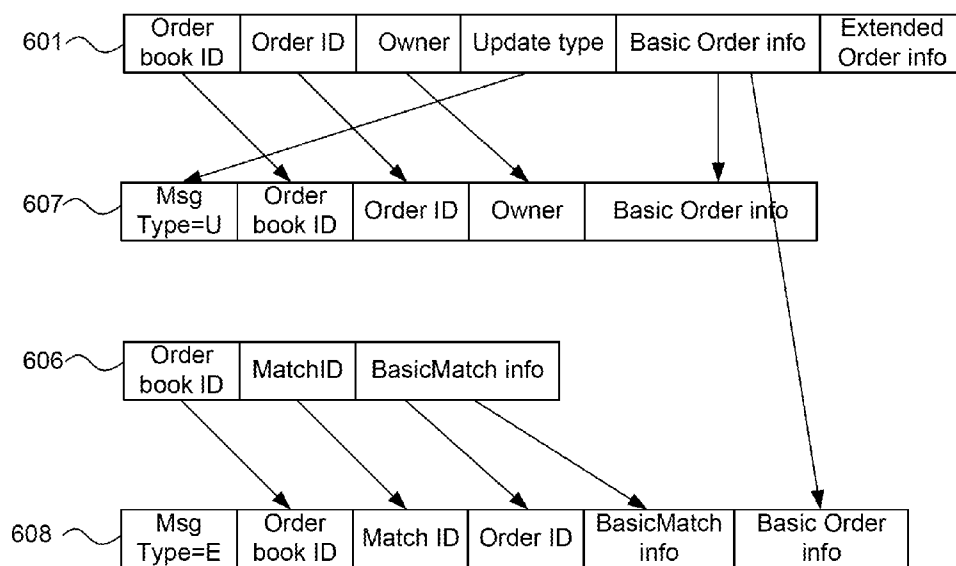 601
Order book ID
Order ID
Owner
Update type
Basic Order info
Extended Order info
607
Msg Type=U
Order book ID
Order ID
Owner
Basic Order info
606
Order book ID
MatchID
BasicMatch info
608
Msg Type=E
Order book ID
Match ID
Order ID
BasicMatch info
Basic Order info